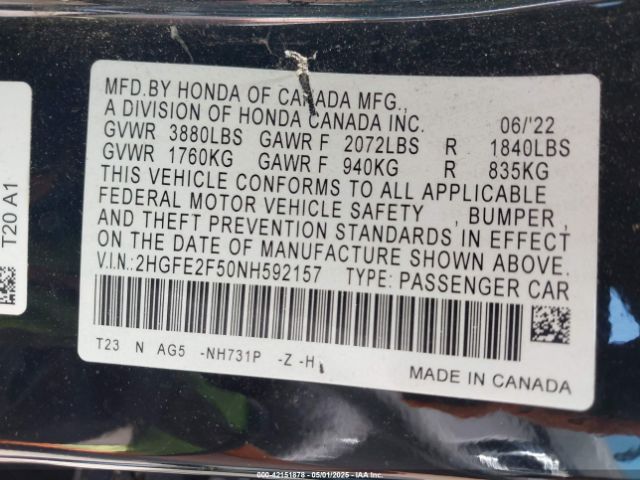 MFD.BY HONDA OF CANADA MFG.,
A DIVISION OF HONDA CANADA INC. 06/'22
GVWR 3880LBS GAWR F 2072LBS R 1840LBS
GVWR 1760KG GAWR F 940KG R 835KG
THIS VEHICLE CONFORMS TO ALL APPLICABLE
FEDERAL MOTOR VEHICLE SAFETY , BUMPER,
AND THEFT PREVENTION STANDARDS IN EFFECT
ON THE DATE OF MANUFACTURE SHOWN ABOVE.
V.I.N.:2HGFE2F50NH592157 TYPE: PASSENGER CAR
T23 N AG5 -NH731P -Z -H
MADE IN CANADA
T20 A1
000-42151878 - 05/01/2025 - IAA Inc.